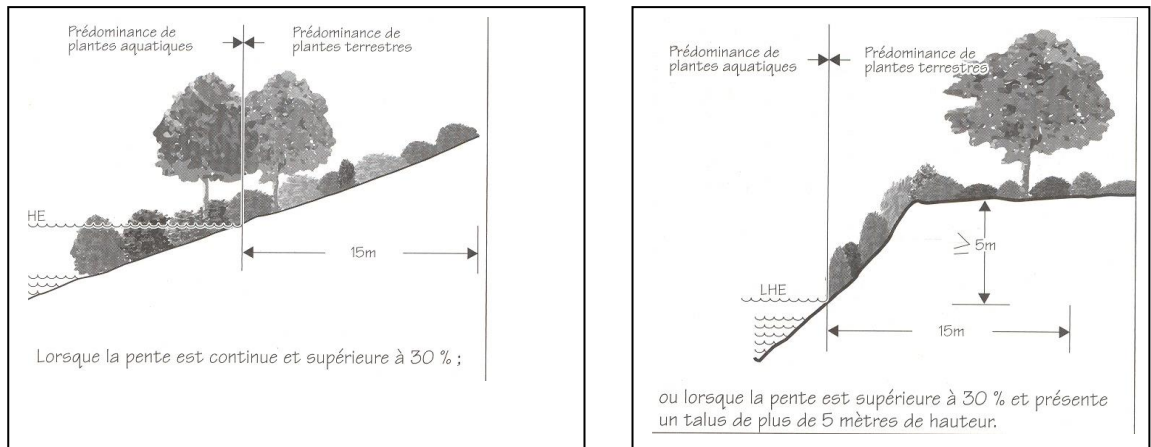 Prédominance de
plantes aquatiques
Prédominance de
plantes terrestres
HE
15m
Lorsque la pente est continue et supérieure à 30 % ;
Prédominance de
plantes aquatiques
Prédominance de
plantes terrestres
≥ 5m
LHE
15m
ou lorsque la pente est supérieure à 30 % et présente
un talus de plus de 5 mètres de hauteur.